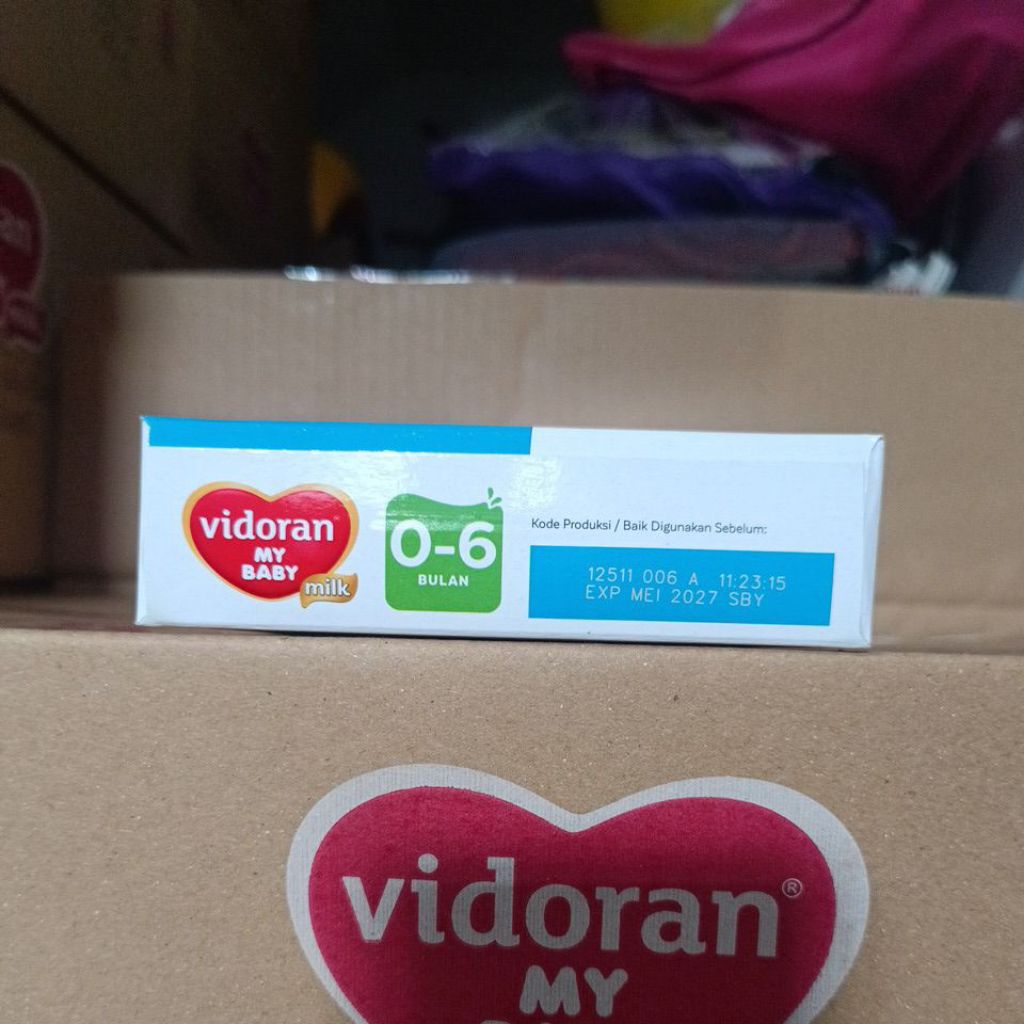 vidoran
MY
BABY
milk
0-6
BULAN
Kode Produksi / Baik Digunakan Sebelum:
12511 006 A 11:23:15
EXP MEI 2027 SBY
vidoran®
MY